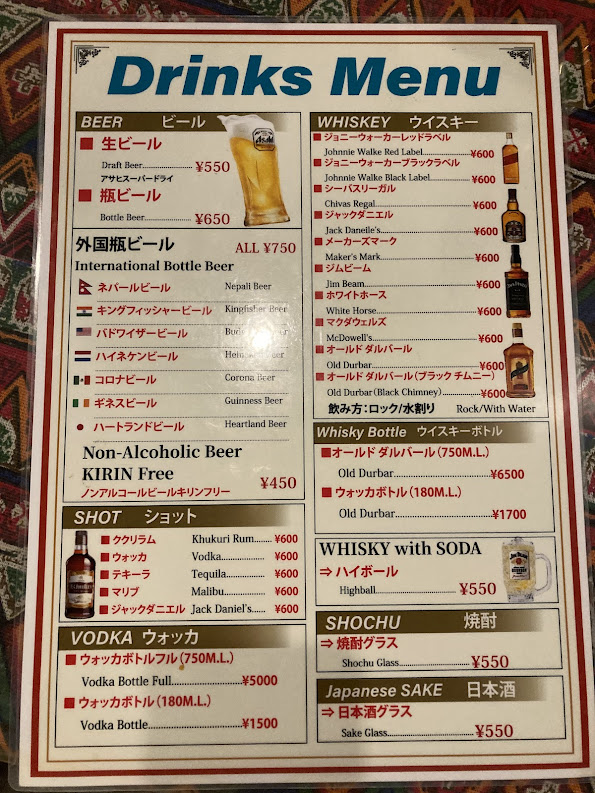 Drinks Menu
BEER ビール
生ビール
Draft Beer....................¥550
アサヒスーパードライ
瓶ビール
Bottle Beer....................¥650
外国瓶ビール ALL ¥750
International Bottle Beer
ネパールビール Nepali Beer
キングフィッシャービール Kingfisher Beer
バドワイザービール
ハイネケンビール
コロナビール Corona Beer
ギネスビール Guinness Beer
ハートランドビール Heartland Beer
Non-Alcoholic Beer
KIRIN Free ¥450
ノンアルコールビールキリンフリー
SHOT ショット
ククリラム Khukuri Rum........ ¥600
ウォッカ Vodka.................. ¥600
テキーラ Tequila................ ¥600
マリブ Malibu................ ¥600
ジャックダニエル Jack Daniel's..... ¥600
VODKA ウォッカ
ウォッカボトルフル(750M.L.)
Vodka Bottle Full....................¥5000
ウォッカボトル(180M.L.)
Vodka Bottle...........................¥1500
WHISKEY ウイスキー
ジョニーウォーカーレッドラベル
Johnnie Walke Red Label....................¥600
ジョニーウォーカーブラックラベル
Johnnie Walke Black Label.................¥600
シーバスリーガル
Chivas Regal....................¥600
ジャックダニエル
Jack Daneile's....................¥600
メーカーズマーク
Maker's Mark....................¥600
ジムビーム
Jim Beam....................¥600
ホワイトホース
White Horse....................¥600
マクダウェルズ
McDowell's.................... ¥600
オールド ダルバール
Old Durbar....................¥600
オールド ダルバール(ブラック チムニー)
Old Durbar(Black Chimney)............¥600
飲み方:ロック/水割り Rock/With Water
Whisky Bottle ウイスキーボトル
オールド ダルバール(750M.L.)
Old Durbar....................¥6500
ウォッカボトル(180M.L.)
Old Durbar....................¥1700
WHISKY with SODA
⇒ ハイボール
Highball.................... ¥550
SHOCHU 焼酎
⇒ 焼酎グラス
Shochu Glass....................¥550
Japanese SAKE 日本酒
⇒ 日本酒グラス
Sake Glass.................... ¥550